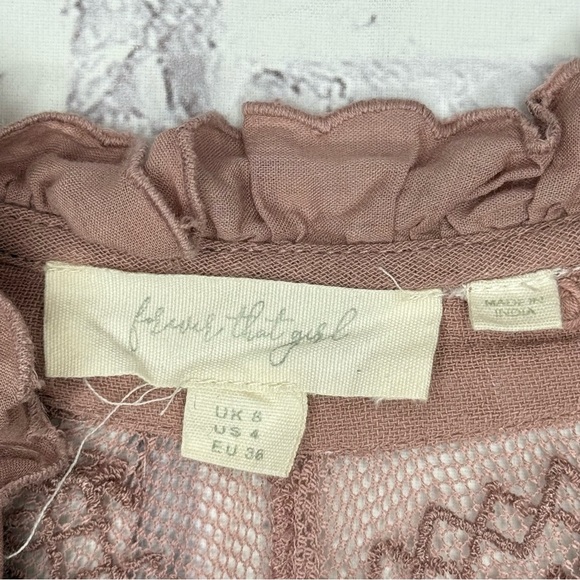 forever that girl
MADE IN
INDIA
UK 8
US 4
EU 36